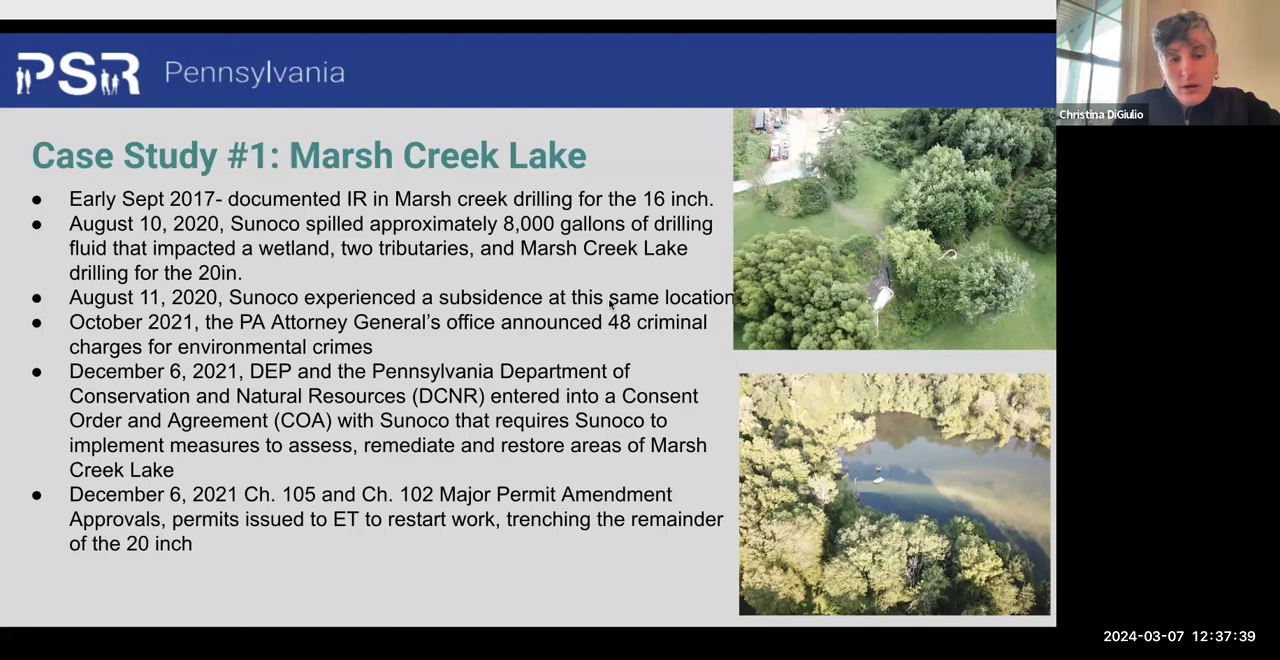 PSR Pennsylvania
Christina DiGiulio
Case Study #1: Marsh Creek Lake
● Early Sept 2017- documented IR in Marsh creek drilling for the 16 inch.
● August 10, 2020, Sunoco spilled approximately 8,000 gallons of drilling
fluid that impacted a wetland, two tributaries, and Marsh Creek Lake
drilling for the 20in.
● August 11, 2020, Sunoco experienced a subsidence at this same location
● October 2021, the PA Attorney General’s office announced 48 criminal
charges for environmental crimes
● December 6, 2021, DEP and the Pennsylvania Department of
Conservation and Natural Resources (DCNR) entered into a Consent
Order and Agreement (COA) with Sunoco that requires Sunoco to
implement measures to assess, remediate and restore areas of Marsh
Creek Lake
● December 6, 2021 Ch. 105 and Ch. 102 Major Permit Amendment
Approvals, permits issued to ET to restart work, trenching the remainder
of the 20 inch
2024-03-07 12:37:39